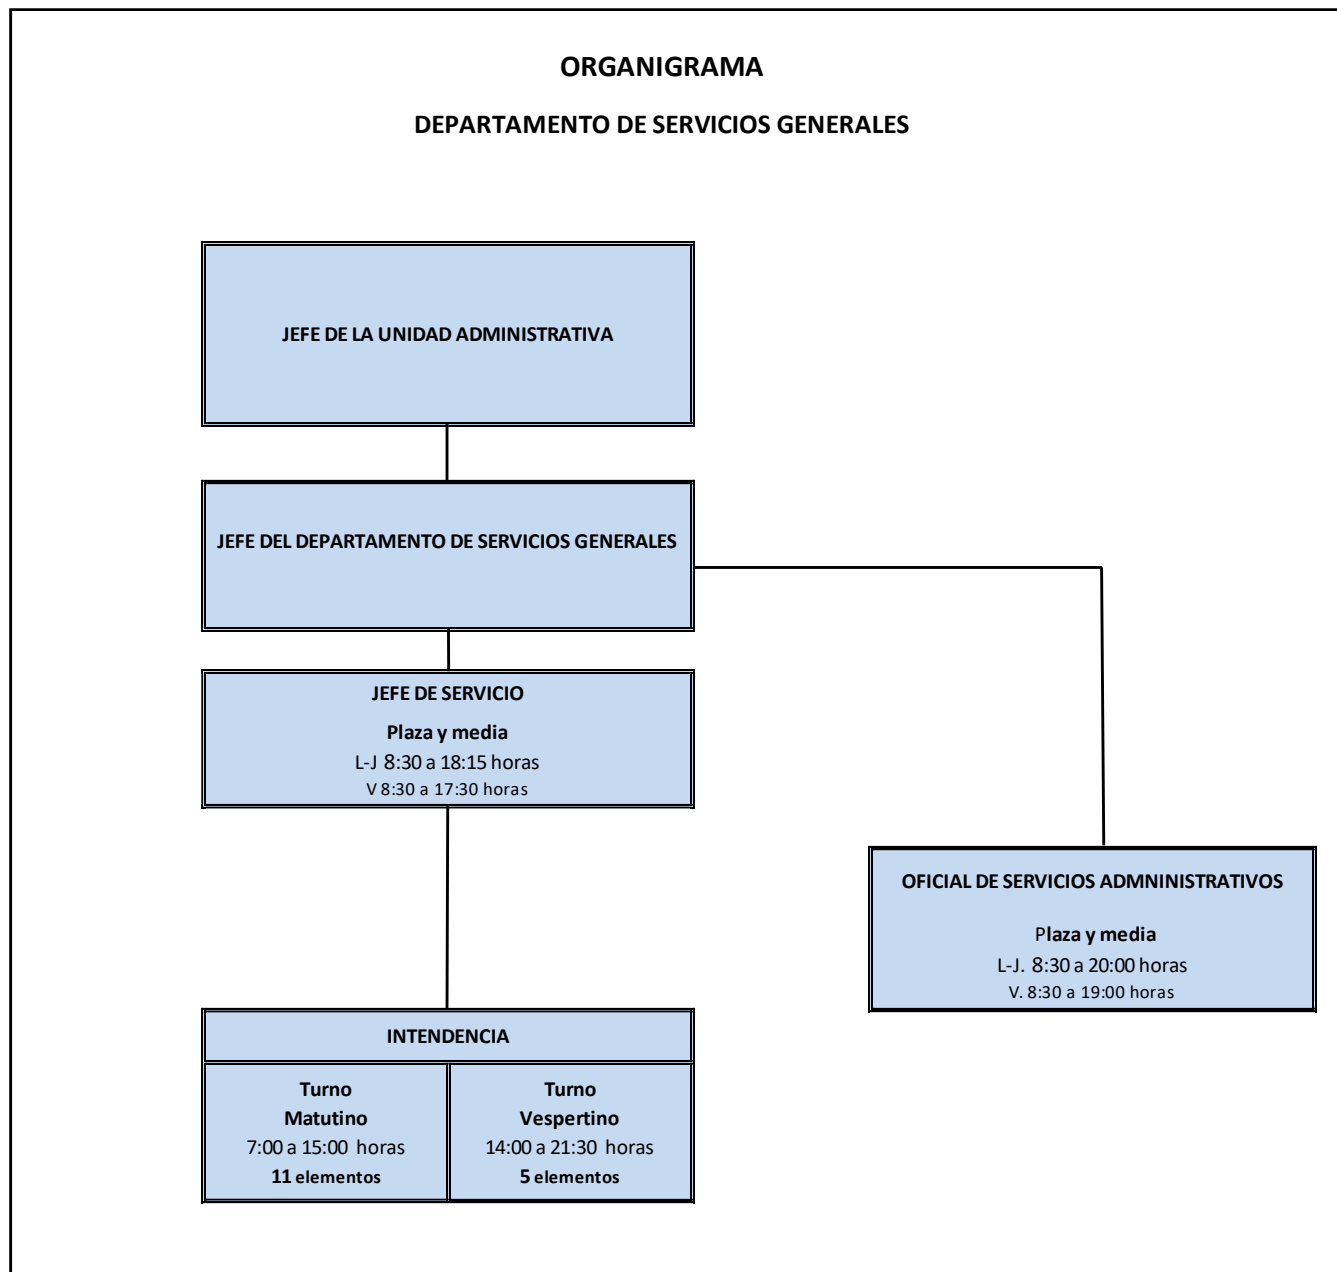 ORGANIGRAMA
DEPARTAMENTO DE SERVICIOS GENERALES
JEFE DE LA UNIDAD ADMINISTRATIVA
JEFE DEL DEPARTAMENTO DE SERVICIOS GENERALES
JEFE DE SERVICIO
Plaza y media
L-J 8:30 a 18:15 horas
V 8:30 a 17:30 horas
OFICIAL DE SERVICIOS ADMNINISTRATIVOS
Plaza y media
L-J. 8:30 a 20:00 horas
V. 8:30 a 19:00 horas
INTENDENCIA
Turno
Matutino
7:00 a 15:00 horas
11 elementos
Turno
Vespertino
14:00 a 21:30 horas
5 elementos